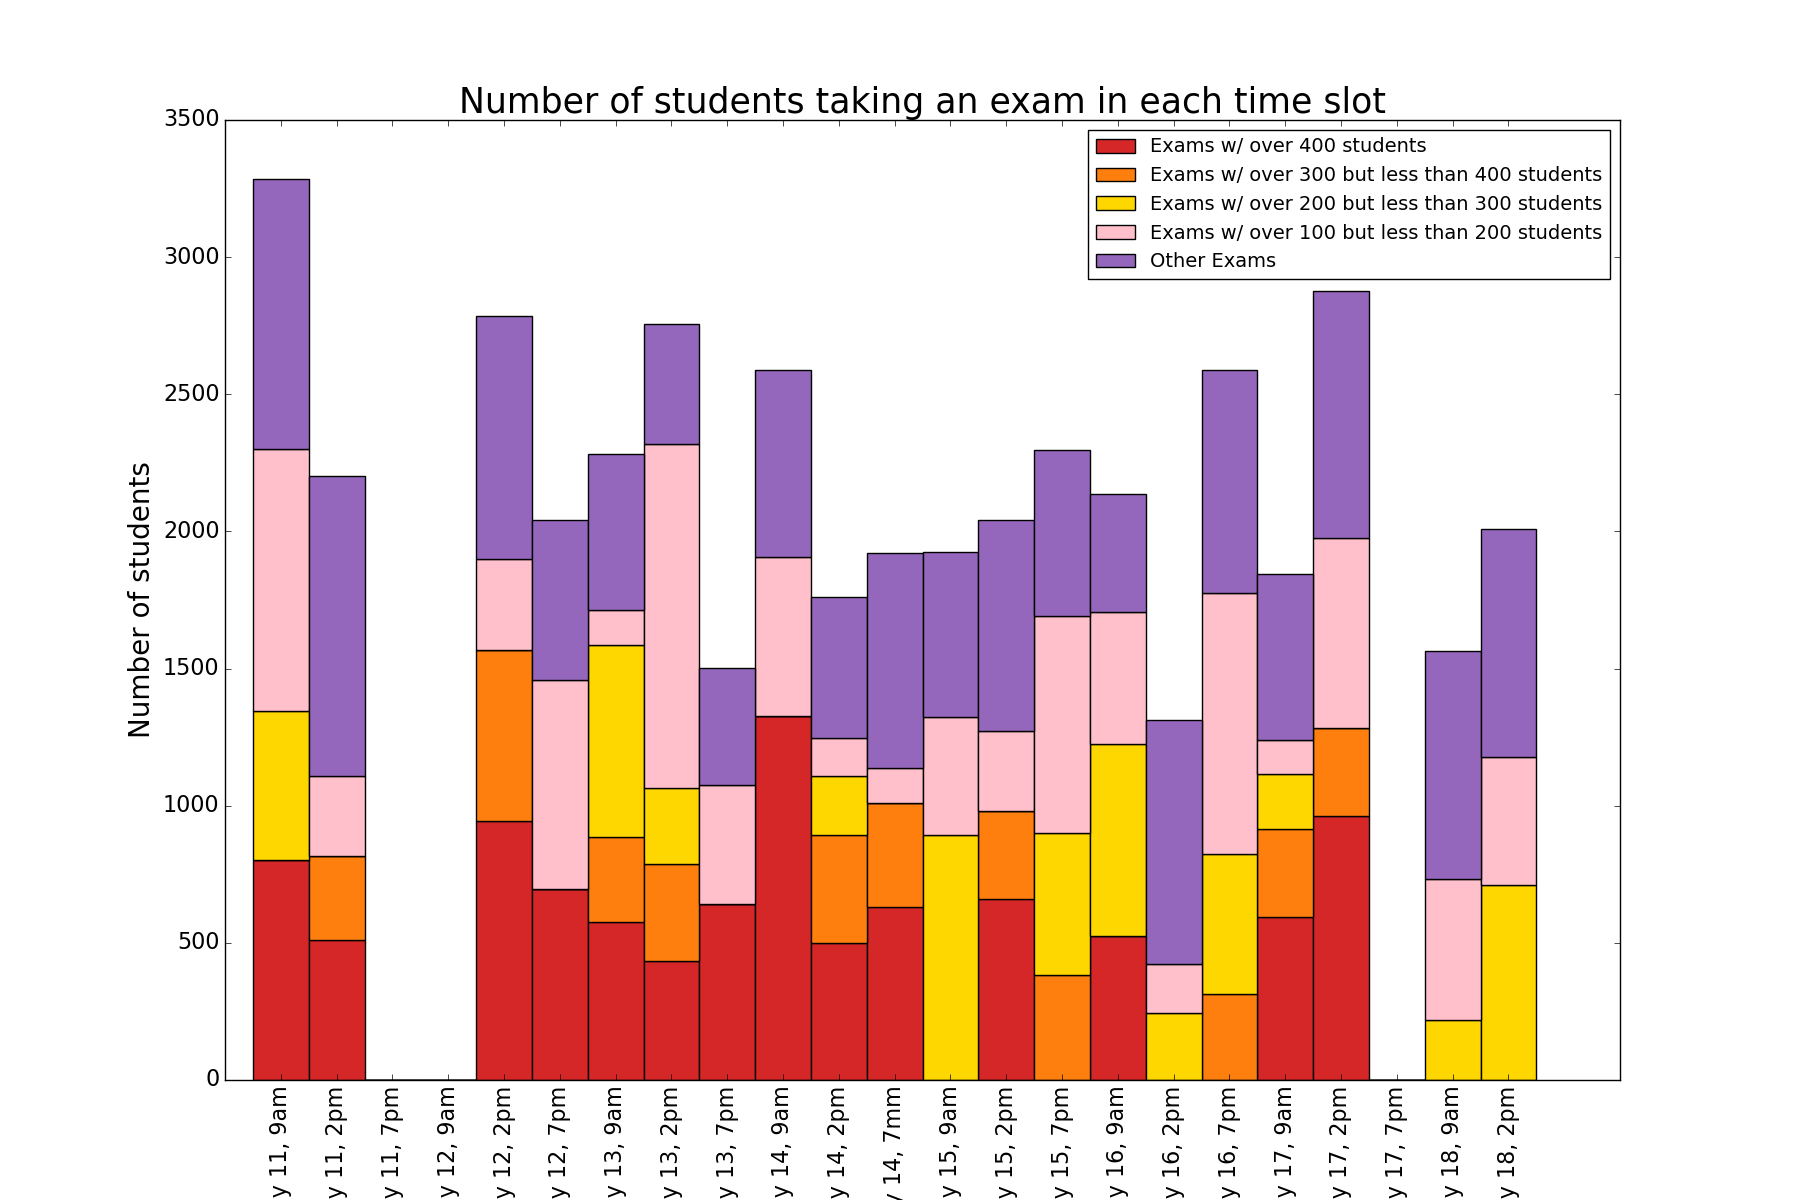 Number of students taking an exam in each time slot
Exams w/ over 400 students
Exams w/ over 300 but less than 400 students
Exams w/ over 200 but less than 300 students
Exams w/ over 100 but less than 200 students
Other Exams
Number of students
3500
3000
2500
2000
1500
1000
500
0
y 11, 9am
y 11, 2pm
y 11, 7pm
y 12, 9am
y 12, 2pm
y 12, 7pm
y 13, 9am
y 13, 2pm
y 13, 7pm
y 14, 9am
y 14, 2pm
y 14, 7mm
y 15, 9am
y 15, 2pm
y 15, 7pm
y 16, 9am
y 16, 2pm
y 16, 7pm
y 17, 9am
y 17, 2pm
y 17, 7pm
y 18, 9am
y 18, 2pm